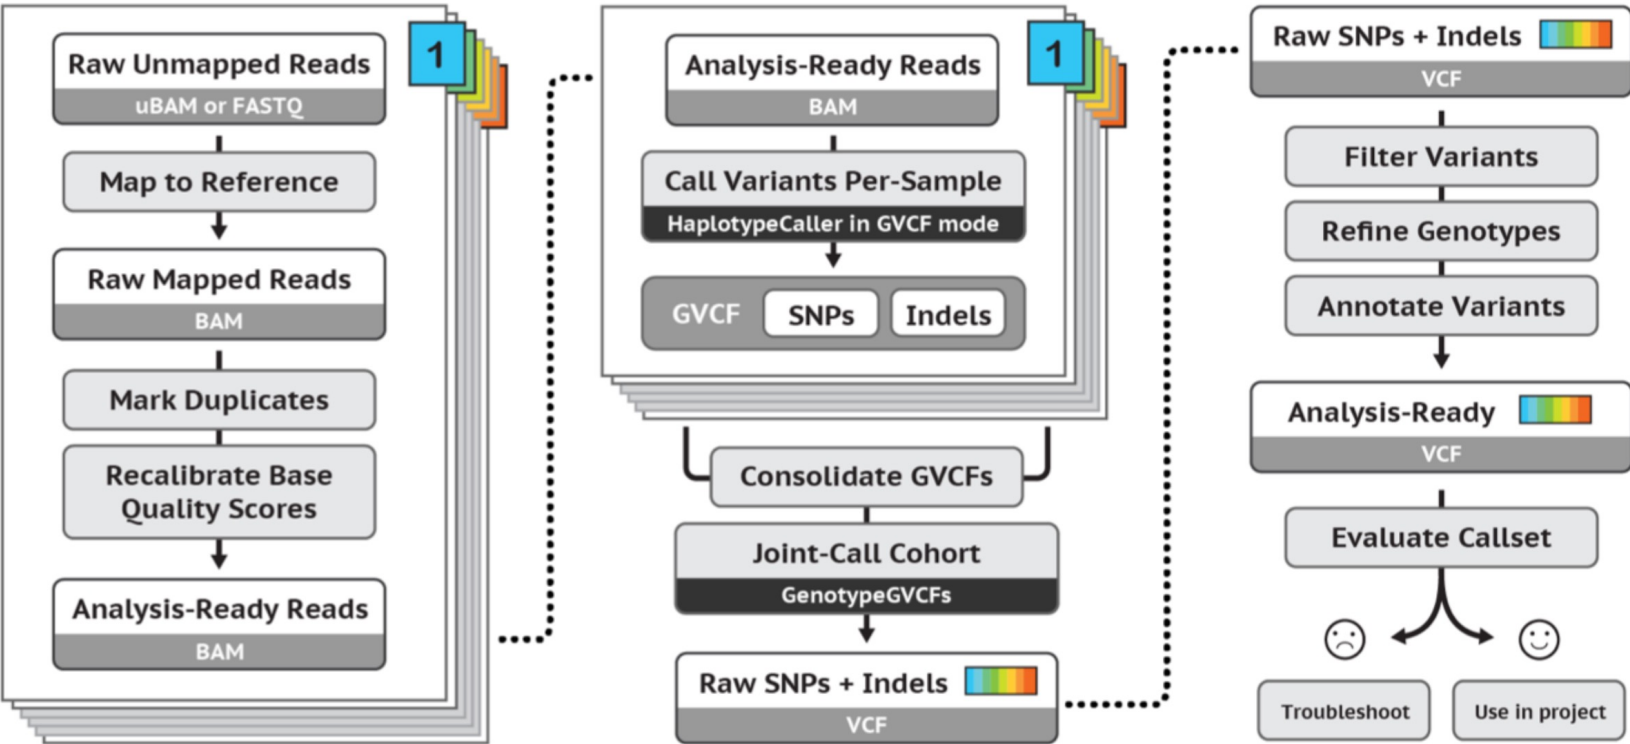 1
Raw Unmapped Reads
uBAM or FASTQ
Map to Reference
Raw Mapped Reads
BAM
Mark Duplicates
Recalibrate Base
Quality Scores
Analysis-Ready Reads
BAM
1
Analysis-Ready Reads
BAM
Call Variants Per-Sample
HaplotypeCaller in GVCF mode
GVCF SNPs Indels
Consolidate GVCFs
Joint-Call Cohort
GenotypeGVCFs
Raw SNPs + Indels
VCF
Raw SNPs + Indels
VCF
Filter Variants
Refine Genotypes
Annotate Variants
Analysis-Ready
VCF
Evaluate Callset
Troubleshoot
Use in project